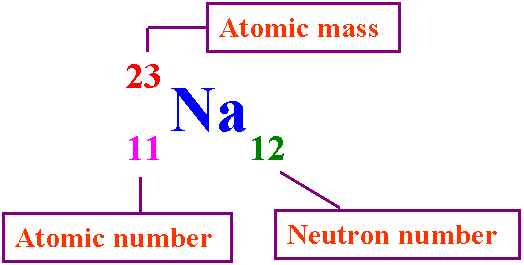 Atomic mass
23
Na
11
12
Atomic number
Neutron number